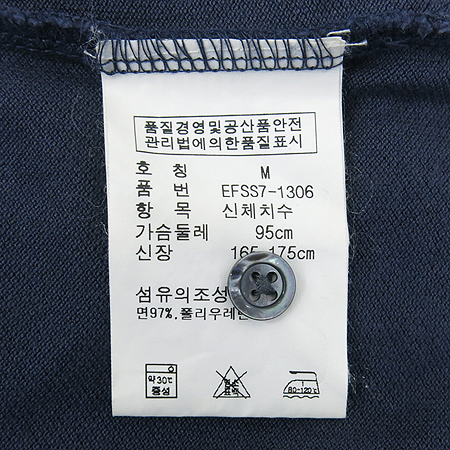 품질경영및공산품안전
관리법에의한품질표시
호 칭 M
품 번 EFSS7-1306
항 목 신체치수
가슴둘레 95cm
신장 165-175cm
섬유의조성
면97%.폴리우레탄
약30℃
중성
80-120℃